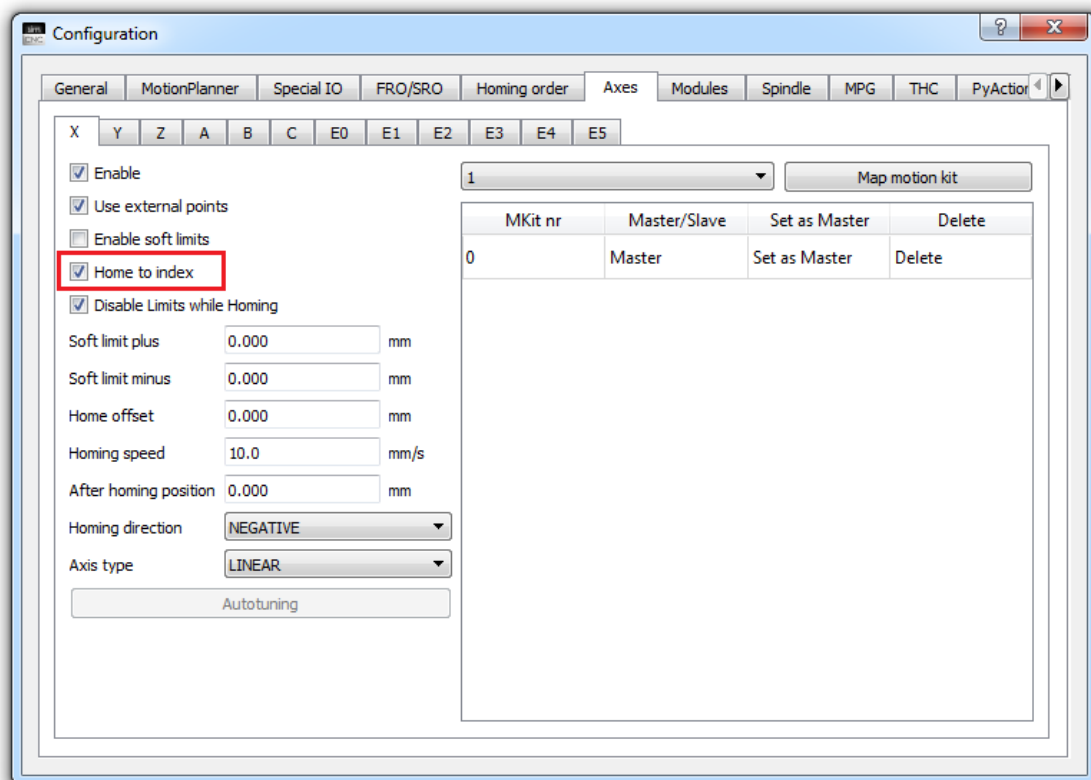 sim
CNC
Configuration
?
X
General MotionPlanner Special IO FRO/SRO Homing order Axes Modules Spindle MPG THC PyAction
X Y Z A B C E0 E1 E2 E3 E4 E5
Enable
Use external points
Enable soft limits
Home to index
Disable Limits while Homing
Soft limit plus 0.000 mm
Soft limit minus 0.000 mm
Home offset 0.000 mm
Homing speed 10.0 mm/s
After homing position 0.000 mm
Homing direction NEGATIVE
Axis type LINEAR
Autotuning
1 Map motion kit
MKit nr Master/Slave Set as Master Delete
0 Master Set as Master Delete